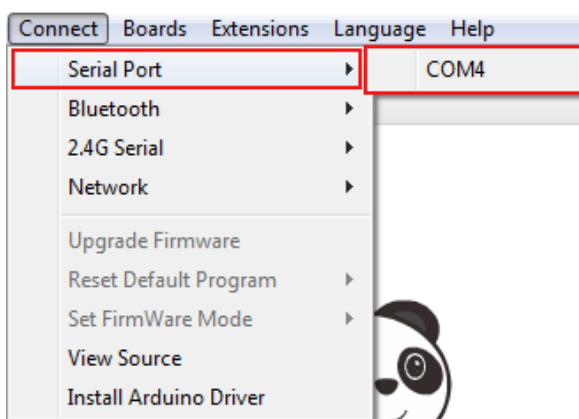 Connect Boards Extensions Language Help
Serial Port COM4
Bluetooth
2.4G Serial
Network
Upgrade Firmware
Reset Default Program
Set FirmWare Mode
View Source
Install Arduino Driver